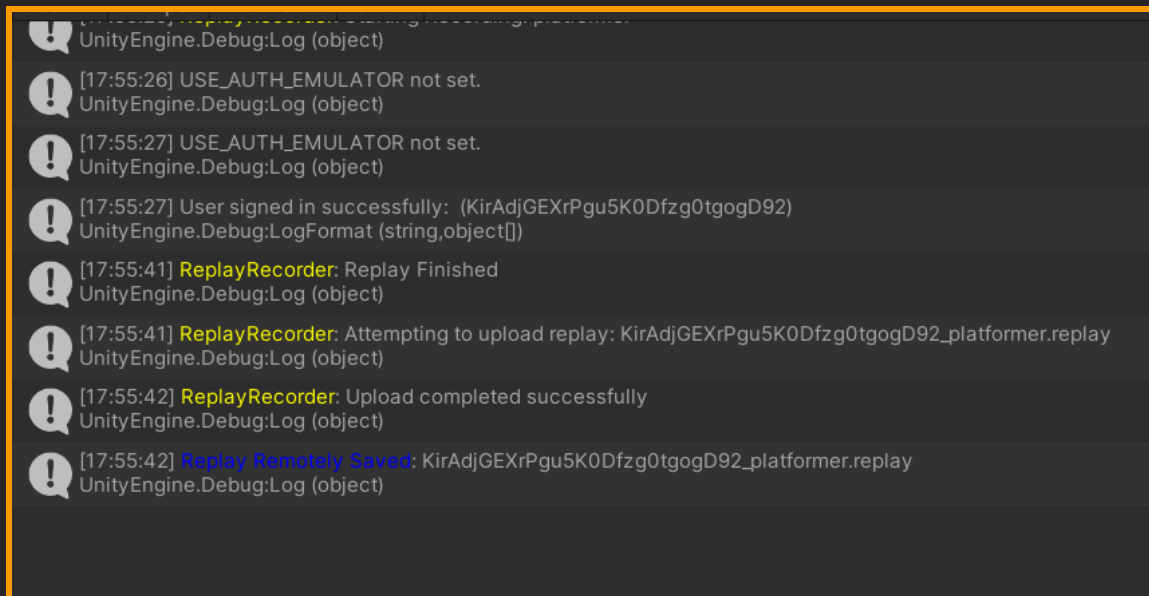 ReplayRecorder: Starting Recording: platformer
UnityEngine.Debug:Log (object)
[17:55:26] USE_AUTH_EMULATOR not set.
UnityEngine.Debug:Log (object)
[17:55:27] USE_AUTH_EMULATOR not set.
UnityEngine.Debug:Log (object)
[17:55:27] User signed in successfully:  (KirAdjGEXrPgu5K0Dfzg0tgogD92)
UnityEngine.Debug:LogFormat (string,object[])
[17:55:41] ReplayRecorder: Replay Finished
UnityEngine.Debug:Log (object)
[17:55:41] ReplayRecorder: Attempting to upload replay: KirAdjGEXrPgu5K0Dfzg0tgogD92_platformer.replay
UnityEngine.Debug:Log (object)
[17:55:42] ReplayRecorder: Upload completed successfully
UnityEngine.Debug:Log (object)
[17:55:42] Replay Remotely Saved: KirAdjGEXrPgu5K0Dfzg0tgogD92_platformer.replay
UnityEngine.Debug:Log (object)